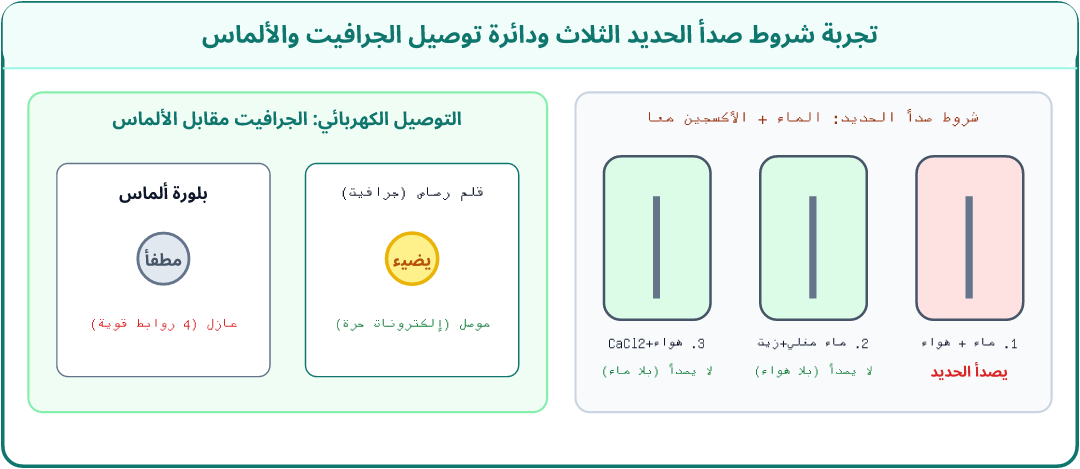 تجربة شروط صدأ الحديد الثلاث ودائرة توصيل الجرافيت والألماس
شروط صدأ الحديد: الماء + الأكسجين معا
1. ماء + هواء
يصدأ الحديد
2. ماء مغلي+زيت
لا يصدأ (بلا هواء)
3. هواء+CaCl2
لا يصدأ (بلا ماء)
التوصيل الكهربائي: الجرافيت مقابل الألماس
قلم رصاص (جرافيت)
يضيء
موصل (إلكترونات حرة)
بلورة ألماس
مطفأ
عازل (4 روابط قوية)